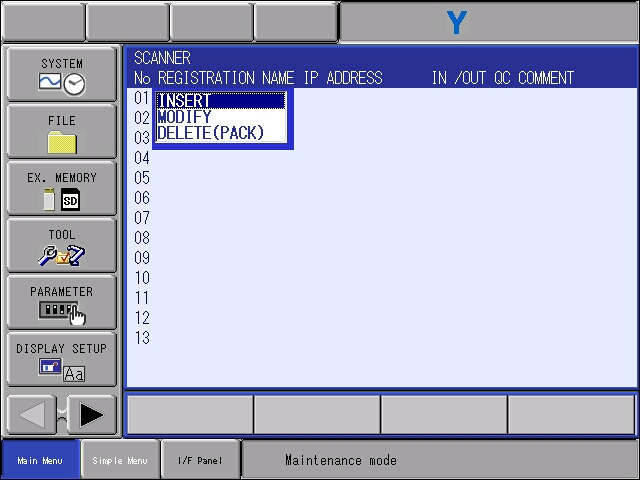 Y
SYSTEM
FILE
EX. MEMORY
SD
TOOL
PARAMETER
DISPLAY SETUP
Aa
SCANNER
No REGISTRATION NAME IP ADDRESS IN /OUT QC COMMENT
01
02
03
04
05
06
07
08
09
10
11
12
13
INSERT
MODIFY
DELETE(PACK)
Main Menu
Simple Menu
I/F Panel
Maintenance mode